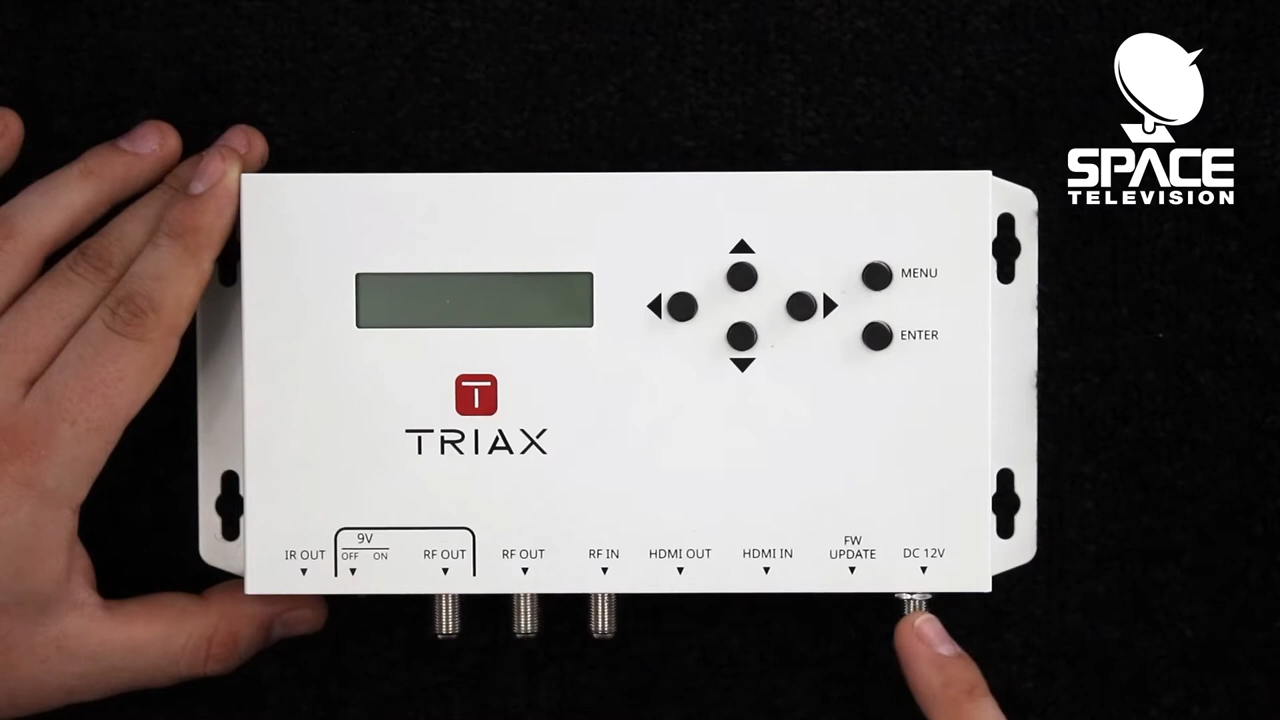 SPACE
TELEVISION
MENU
ENTER
T
TRIAX
9V
OFF ON
IR OUT
RF OUT
RF OUT
RF IN
HDMI OUT
HDMI IN
FW
UPDATE
DC 12V